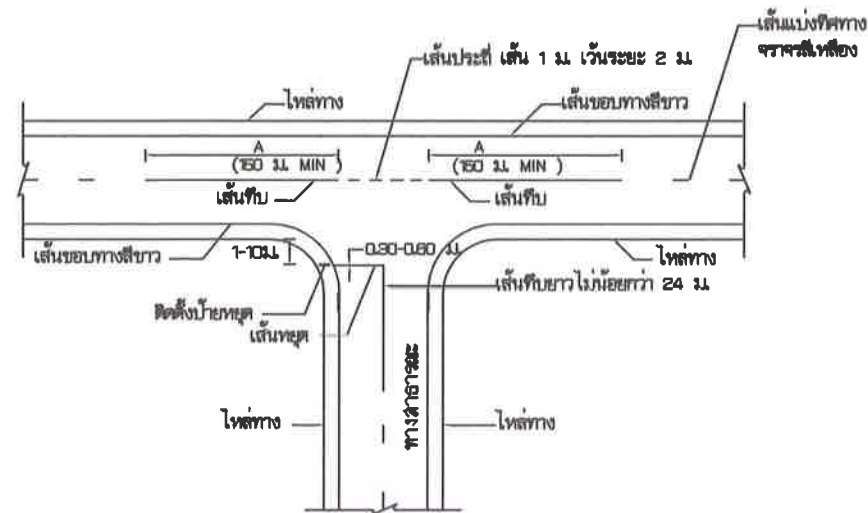 เส้นแบ่งทิศทาง
จราจรสีเหลือง
เส้นประถี่ เส้น 1 ม. เว้นระยะ 2 ม.
ไหล่ทาง
เส้นขอบทางสีขาว
A
(150 ม. MIN )
A
(150 ม. MIN )
เส้นทึบ
เส้นทึบ
เส้นขอบทางสีขาว
1-10ม.
0.30-0.60 ม.
ไหล่ทาง
เส้นทึบยาวไม่น้อยกว่า 24 ม.
ติดตั้งป้ายหยุด
เส้นหยุด
ทางสาธารณะ
ไหล่ทาง
ไหล่ทาง